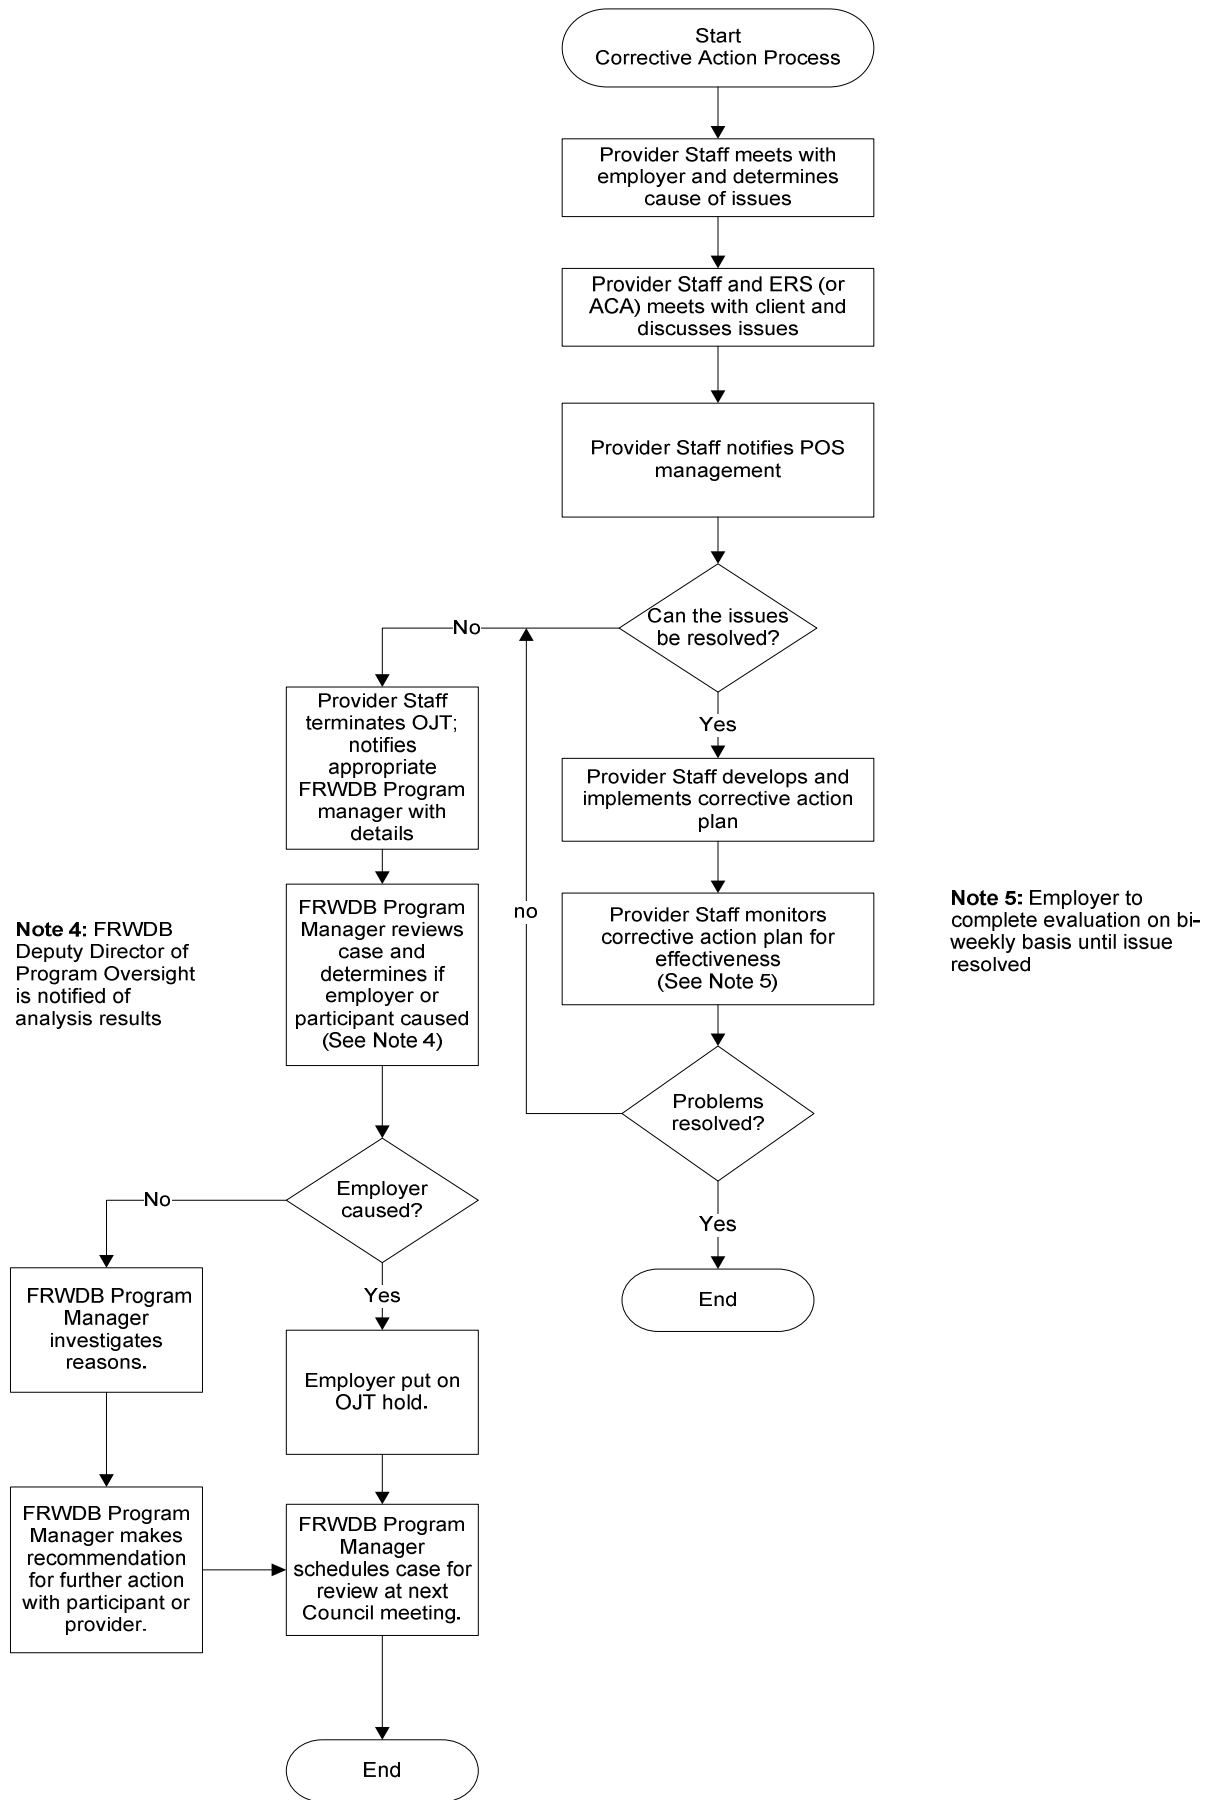 Start
Corrective Action Process
Provider Staff meets with
employer and determines
cause of issues
Provider Staff and ERS (or
ACA) meets with client and
discusses issues
Provider Staff notifies POS
management
Can the issues
be resolved?
No
Yes
Provider Staff
terminates OJT;
notifies
appropriate
FRWDB Program
manager with
details
Provider Staff develops and
implements corrective action
plan
FRWDB Program
Manager reviews
case and
determines if
employer or
participant caused
(See Note 4)
Note 4: FRWDB
Deputy Director of
Program Oversight
is notified of
analysis results
no
Provider Staff monitors
corrective action plan for
effectiveness
(See Note 5)
Note 5: Employer to
complete evaluation on bi-
weekly basis until issue
resolved
Problems
resolved?
Yes
End
Employer
caused?
No
Yes
FRWDB Program
Manager
investigates
reasons.
Employer put on
OJT hold.
FRWDB Program
Manager makes
recommendation
for further action
with participant or
provider.
FRWDB Program
Manager
schedules case for
review at next
Council meeting.
End